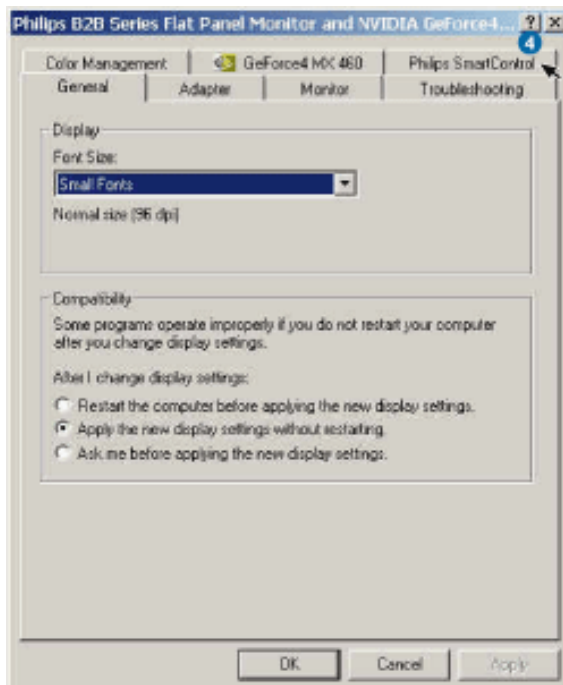 Philips B2B Series Flat Panel Monitor and NVIDIA GeForce4...
4
Color Management
GeForce4 MX 460
Philips SmartControl
General
Adapter
Monitor
Troubleshooting
Display
Font Size:
Small Fonts
Normal size (96 dpi)
Compatibility
Some programs operate improperly if you do not restart your computer
after you change display settings.
After I change display settings:
Restart the computer before applying the new display settings.
Apply the new display settings without restarting.
Ask me before applying the new display settings.
OK
Cancel
Apply